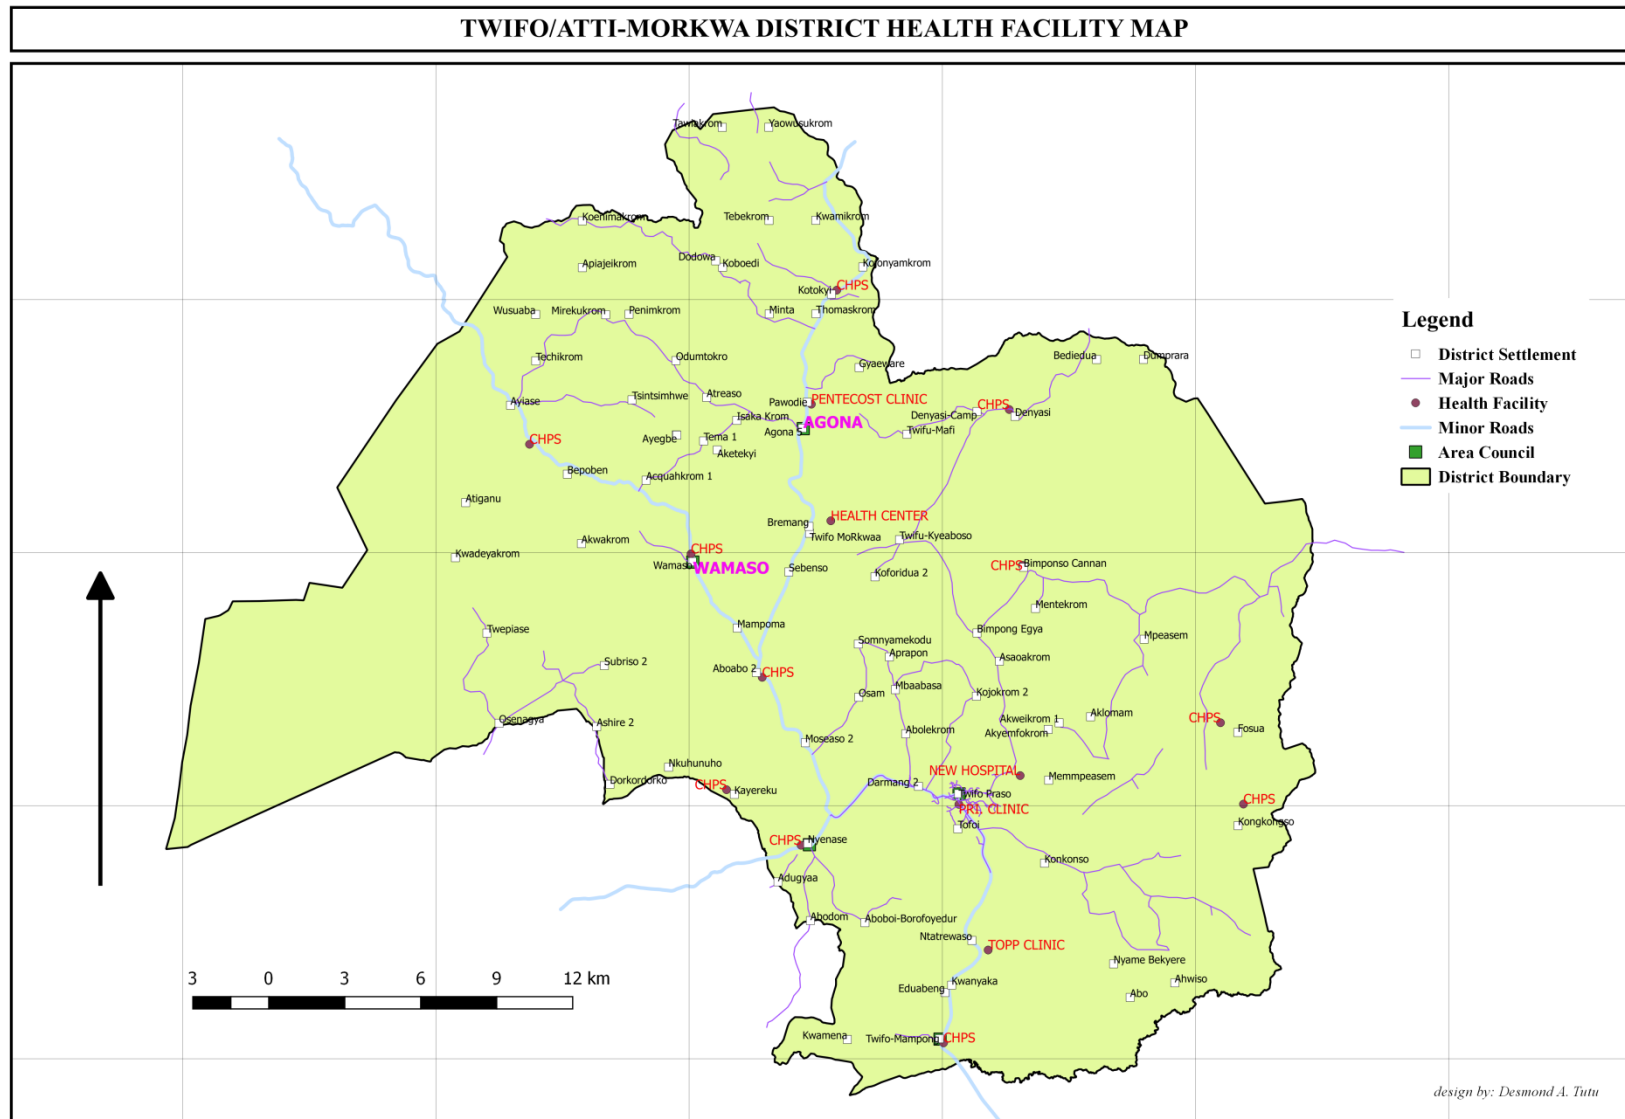 TWIFO/ATTI-MORKWA DISTRICT HEALTH FACILITY MAP
Tawiakrom
Yaowusukrom
Koenimakrom
Tebekrom
Kwamikrom
Dodowa
Koboedi
Kojonyamkrom
Apiajeikrom
Kotokyi
CHPS
Wusuaba
Mirekukrom
Penimkrom
Minta
Thomaskrom
Legend
District Settlement
Major Roads
Health Facility
Minor Roads
Area Council
District Boundary
Techikrom
Odumtokro
Gyaeware
Bediedua
Dumprara
Ayiase
Tsintsimhwe
Atreaso
Pawodie
PENTECOST CLINIC
CHPS
Isaka Krom
AGONA
Agona S
Denyasi-Camp
Denyasi
Twifu-Mafi
CHPS
Ayegbe
Tema 1
Aketekyi
Bepoben
Acquahkrom 1
Atiganu
HEALTH CENTER
Bremang
Twifo MoRkwaa
Twifu-Kyeaboso
Akwakrom
Kwadeyakrom
CHPS
Wamaso
WAMASO
Sebenso
Koforidua 2
CHPS
Bimponso Cannan
Mentekrom
Twepiase
Mampoma
Bimpong Egya
Mpeasem
Somnyamekodu
Aprapon
Asaoakrom
Subriso 2
Aboabo 2
CHPS
Osam
Mbaabasa
Kojokrom 2
Osenagya
Ashire 2
Moseaso 2
Abolekrom
Akweikrom 1
Aklomam
Akyemfokrom
CHPS
Fosua
Nkuhunuho
Dorkordorko
CHPS
Kayereku
Darmang 2
NEW HOSPITAL
Memmpeasem
Twifo Praso
PRI. CLINIC
CHPS
Tofoi
Kongkongso
CHPS
Nyenase
Konkonso
Adugyaa
Abodom
Aboboi-Borofoyedur
Ntatrewaso
TOPP CLINIC
Nyame Bekyere
Kwanyaka
Eduabeng
Ahwiso
Abo
3 0 3 6 9 12 km
Kwamena
Twifo-Mampong
CHPS
design by: Desmond A. Tutu